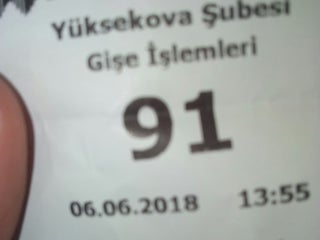 Yüksekova Şubesi
Gişe İşlemleri
91
06.06.2018 13:55